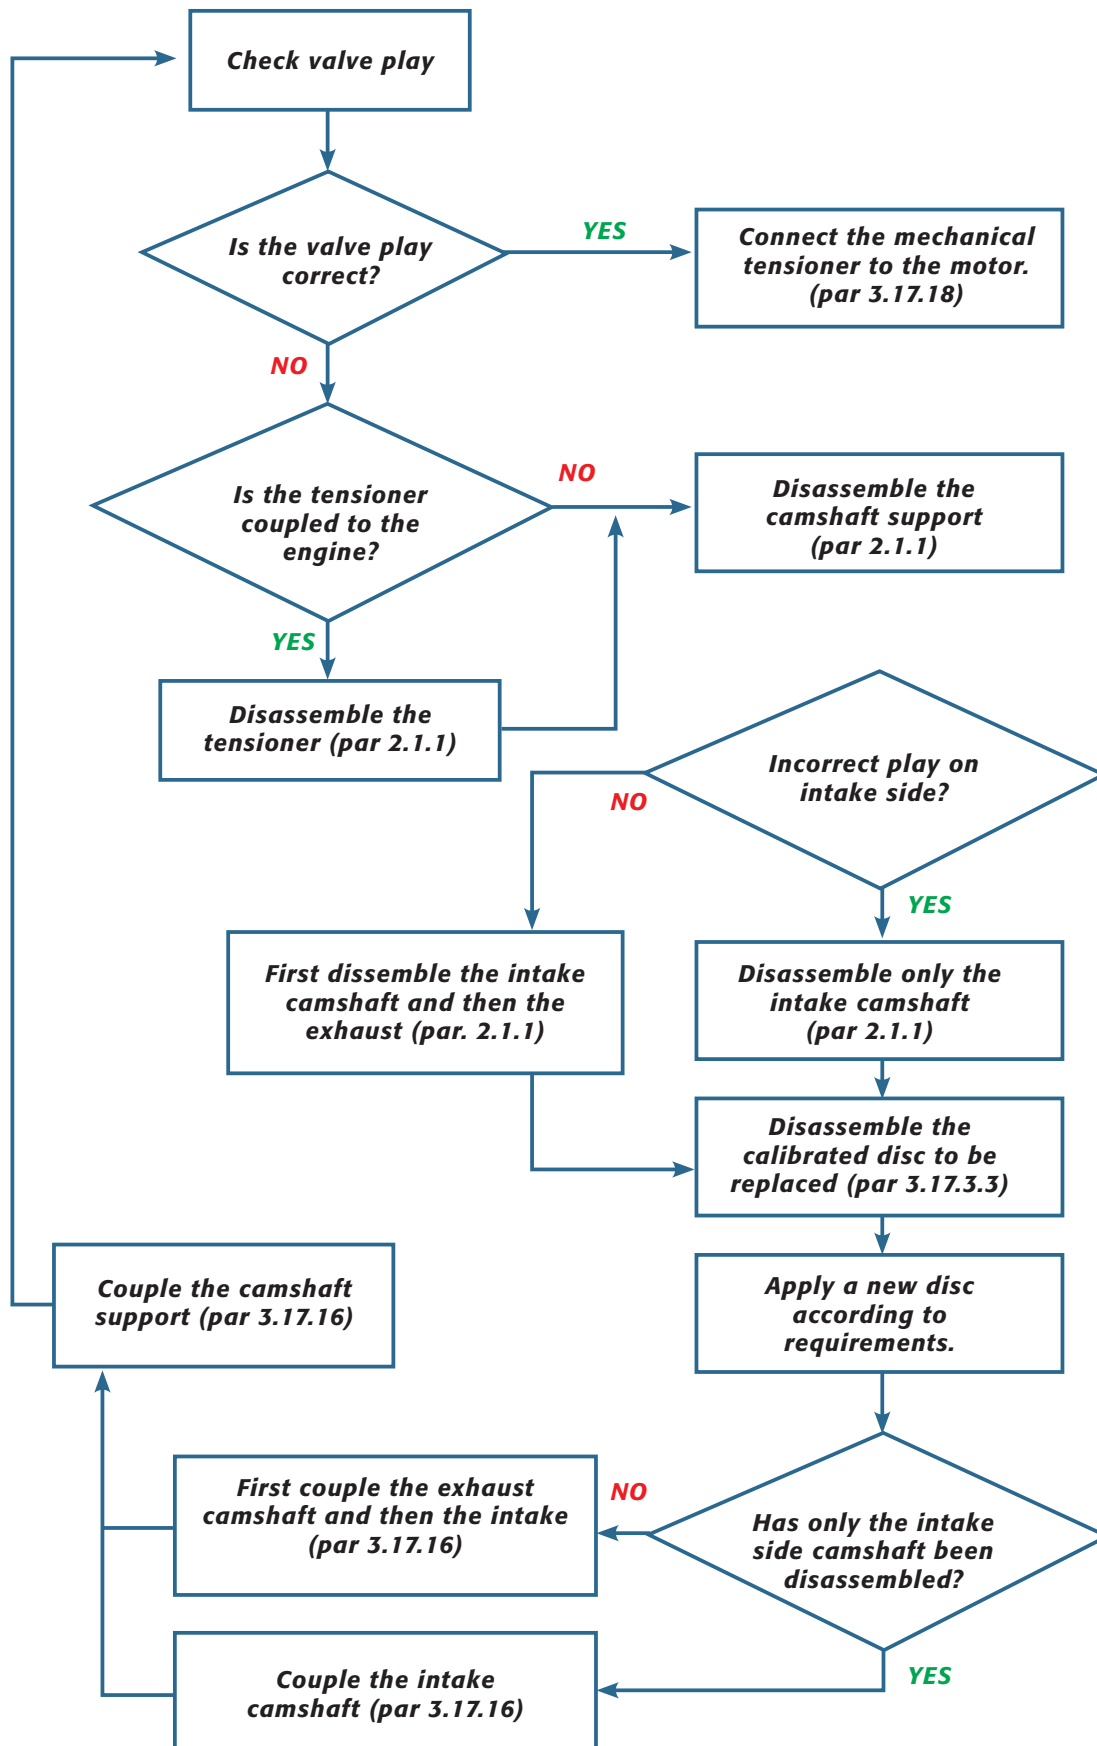 Check valve play
Is the valve play
correct?
YES
Connect the mechanical
tensioner to the motor.
(par 3.17.18)
NO
Is the tensioner
coupled to the
engine?
NO
Disassemble the
camshaft support
(par 2.1.1)
YES
Disassemble the
tensioner (par 2.1.1)
Incorrect play on
intake side?
NO
YES
First dissemble the intake
camshaft and then the
exhaust (par. 2.1.1)
Disassemble only the
intake camshaft
(par 2.1.1)
Disassemble the
calibrated disc to be
replaced (par 3.17.3.3)
Couple the camshaft
support (par 3.17.16)
Apply a new disc
according to
requirements.
First couple the exhaust
camshaft and then the intake
(par 3.17.16)
NO
Has only the intake
side camshaft been
disassembled?
YES
Couple the intake
camshaft (par 3.17.16)